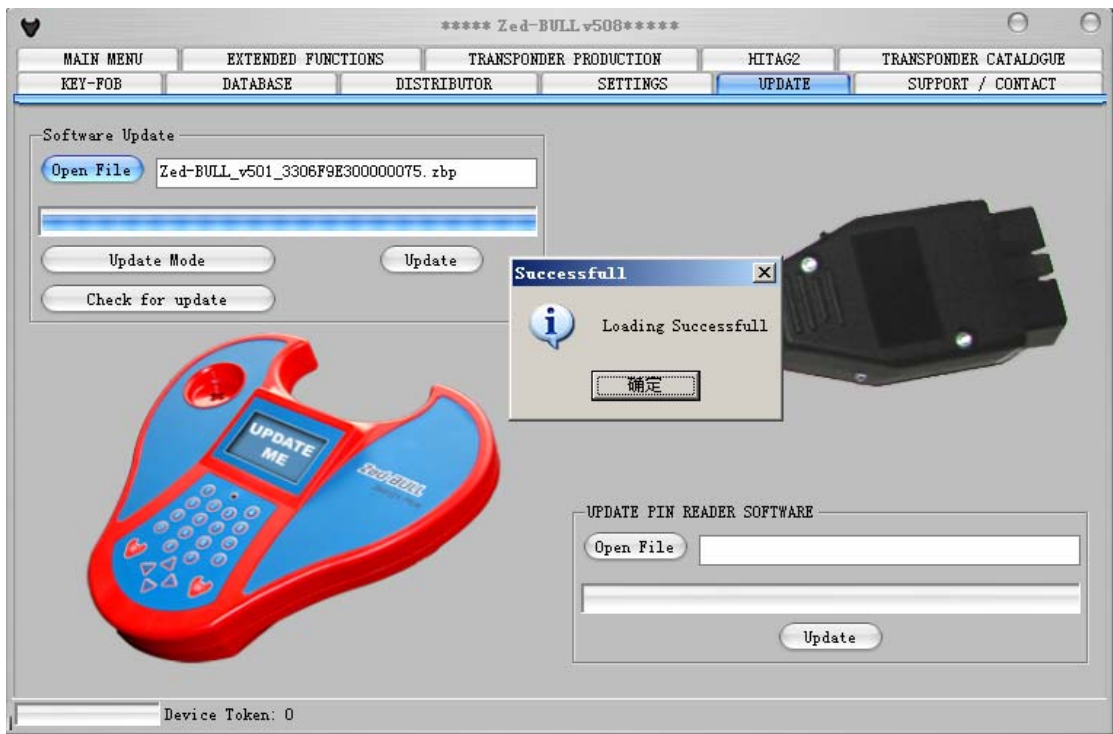 ***** Zed-BULL v508*****
MAIN MENU EXTENDED FUNCTIONS TRANSPONDER PRODUCTION HITAG2 TRANSPONDER CATALOGUE
KEY-FOB DATABASE DISTRIBUTOR SETTINGS UPDATE SUPPORT / CONTACT
Software Update
Open File Zed-BULL_v501_3306F9E300000075.zbp
Update Mode Update
Check for update
Successfull
Loading Successfull
确定
UPDATE
ME
Zed-BULL
UPDATE PIN READER SOFTWARE
Open File
Update
Device Token: 0